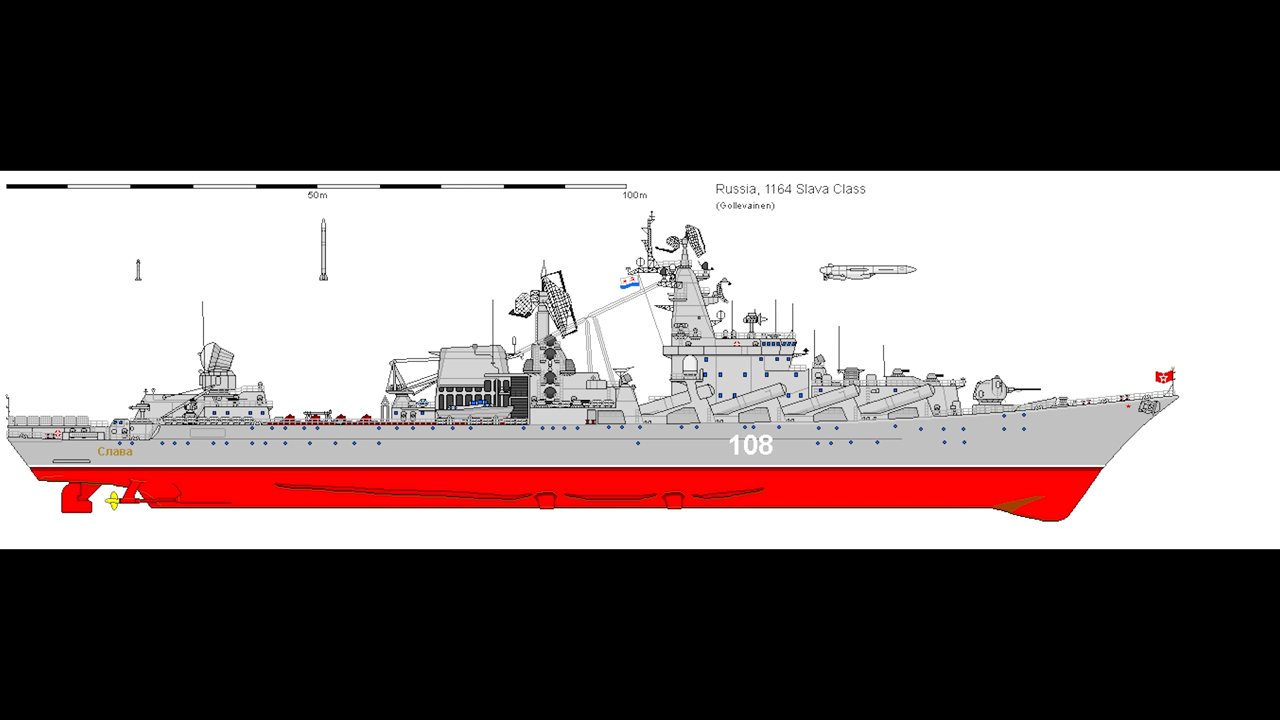 50m
100m
Russia, 1164 Slava Class
(Gollevainen)
108
Слава